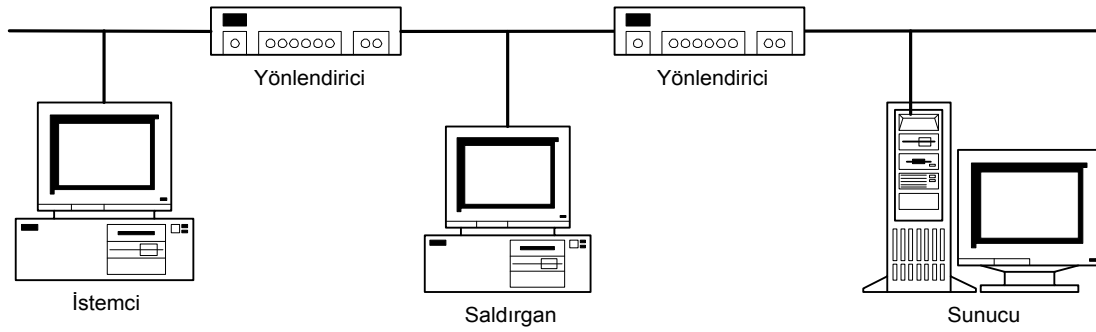 Yönlendirici
Yönlendirici
İstemci
Saldırgan
Sunucu